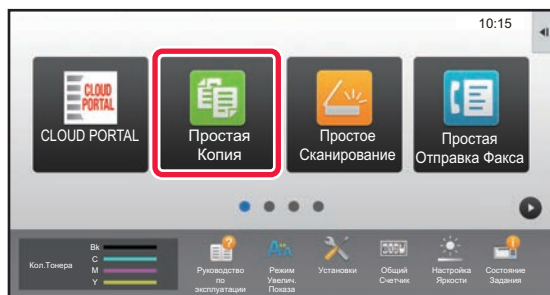 10:15
CLOUD
PORTAL
CLOUD PORTAL
Простая
Копия
Простое
Сканирование
Простая
Отправка Факса
Кол.Тонера
Bk
C
M
Y
Руководство
по
эксплуатации
Режим
Увелич.
Показа
Установки
Общий
Счетчик
Настройка
Яркости
Состояние
Задания